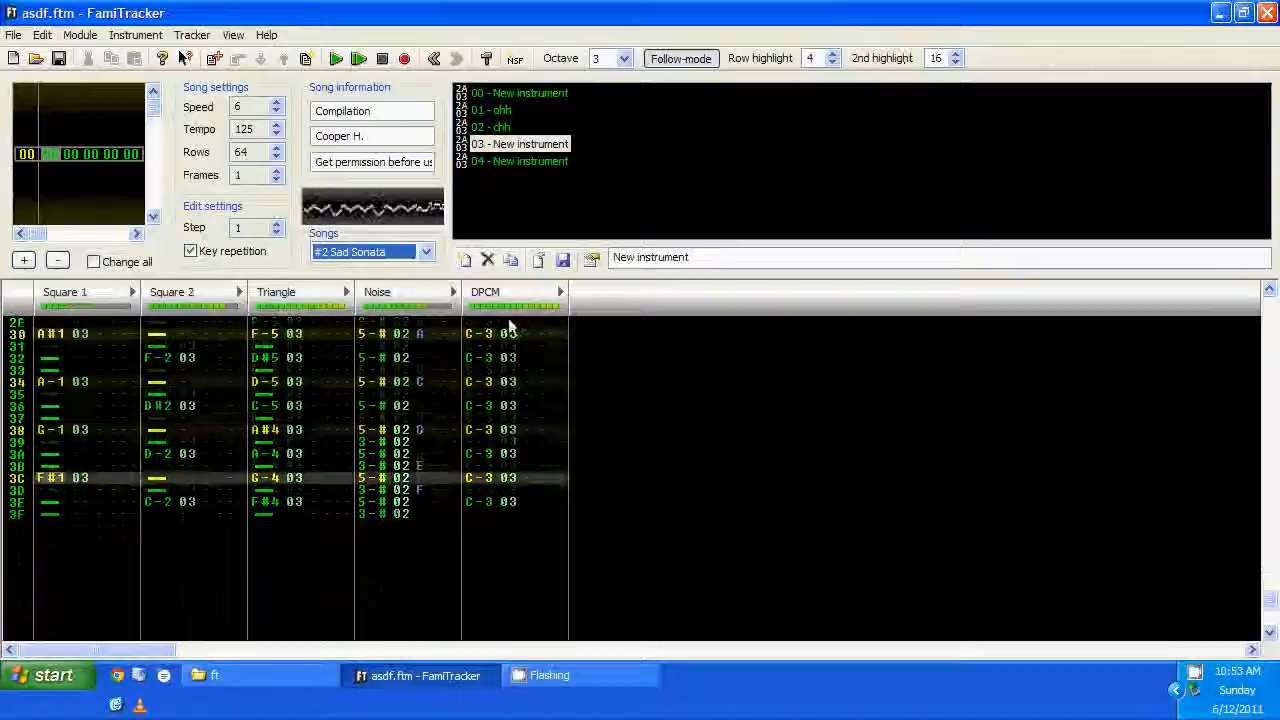 asdf.ftm - FamiTracker
File Edit Module Instrument Tracker View Help
Octave 3 Follow-mode Row highlight 4 2nd highlight 16
NSF
Song settings
Speed 6
Tempo 125
Rows 64
Frames 1
Edit settings
Step 1
Key repetition
Song information
Compilation
Cooper H.
Get permission before us
Songs
#2 Sad Sonata
00 00 00 00 00 00
+ - Change all
2A03 00 - New instrument
2A03 01 - ohh
2A03 02 - chh
2A03 03 - New instrument
2A03 04 - New instrument
New instrument
Square 1 Square 2 Triangle Noise DPCM
2E
30 A#1 03 F-5 03 5-# 02 A C-3 03
31
32 F-2 03 D#5 03 5-# 02 C-3 03
33
34 A-1 03 D-5 03 5-# 02 C C-3 03
35
36 D#2 03 C-5 03 5-# 02 C-3 03
37
38 G-1 03 A#4 03 5-# 02 D C-3 03
39 3-# 02
3A D-2 03 A-4 03 5-# 02 C-3 03
3B 3-# 02 E
3C F#1 03 G-4 03 5-# 02 C-3 03
3D 3-# 02 F
3E C-2 03 F#4 03 5-# 02 C-3 03
3F 3-# 02
start ft asdf.ftm - FamiTracker Flashing
10:53 AM
Sunday
6/12/2011